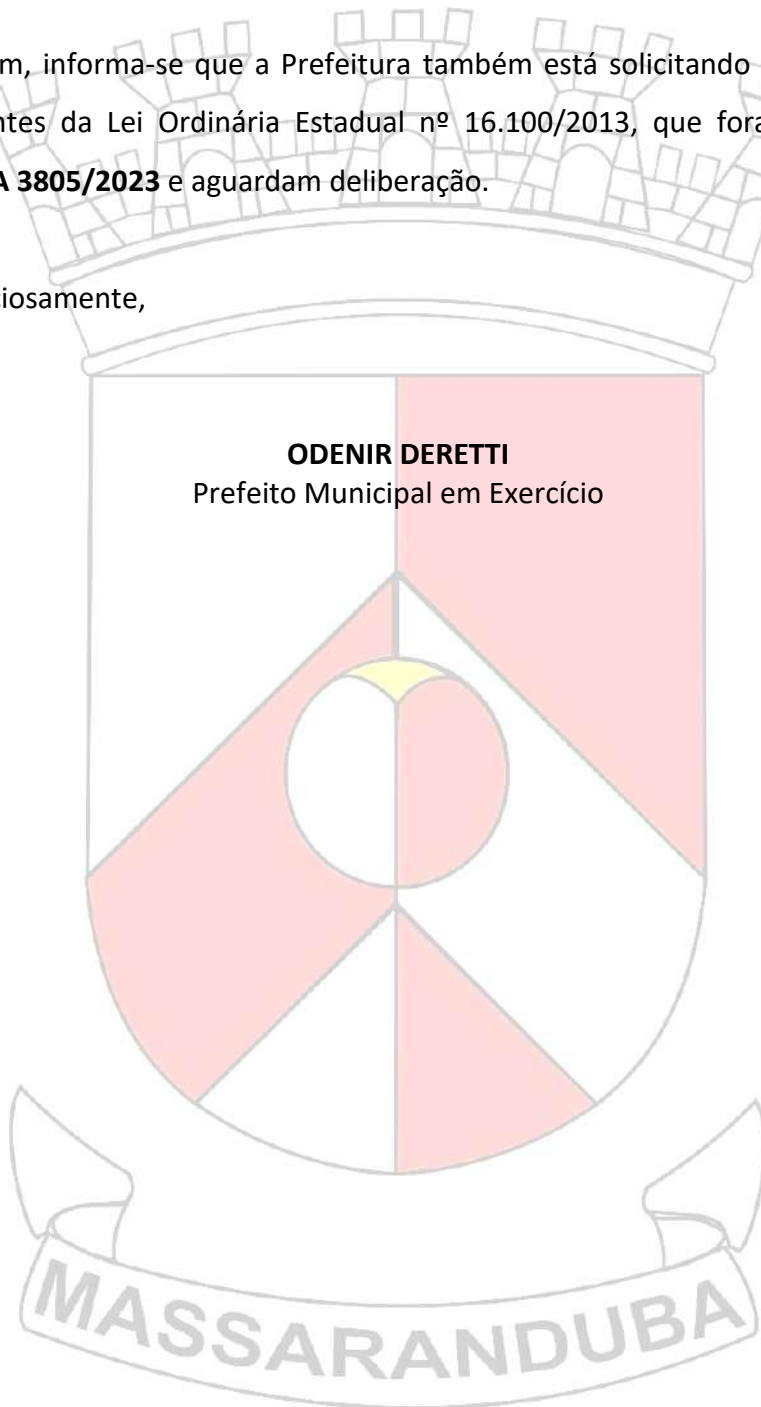 m, informa-se que a Prefeitura também está solicitando
ntes da Lei Ordinária Estadual nº 16.100/2013, que fora
A 3805/2023 e aguardam deliberação.
ciosamente,
ODENIR DERETTI
Prefeito Municipal em Exercício
MASSARANDUBA